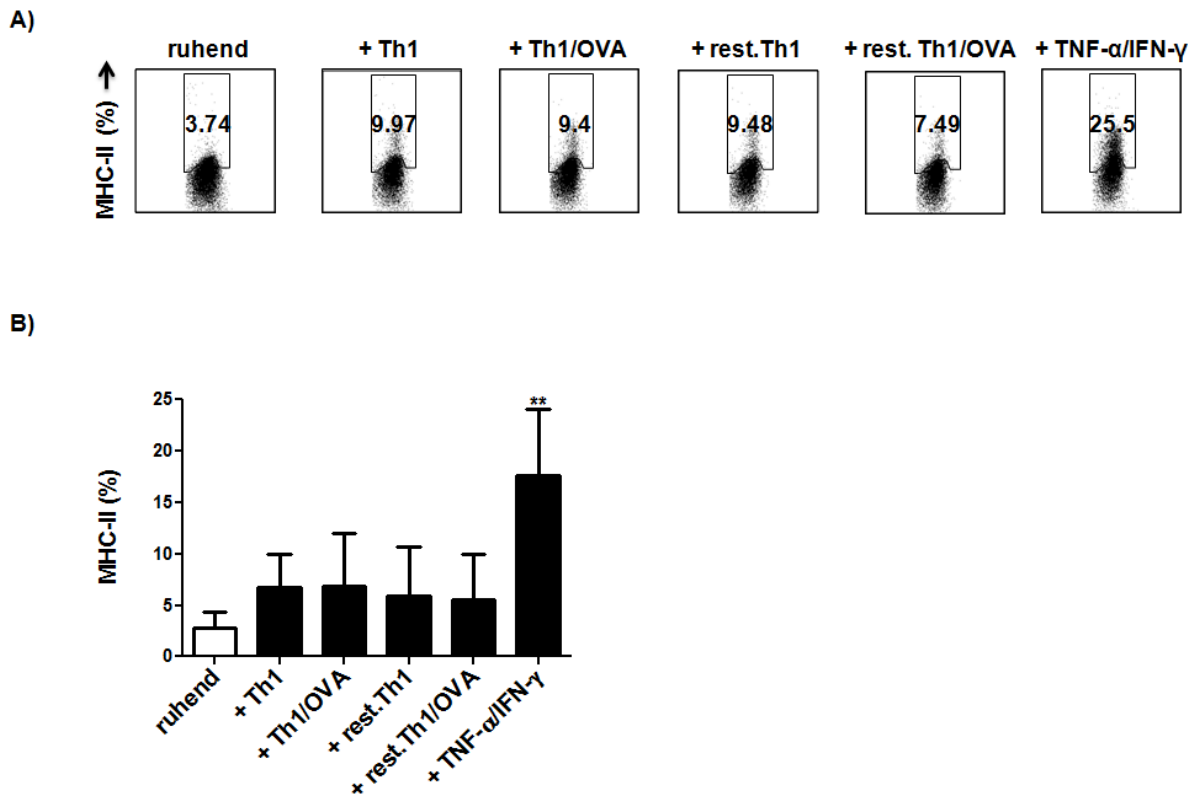 A)
ruhend + Th1 + Th1/OVA + rest.Th1 + rest. Th1/OVA + TNF-α/IFN-γ
MHC-II (%)
3.74 9.97 9.4 9.48 7.49 25.5
B)
MHC-II (%)
25
20
15
10
5
0
**
ruhend
+ Th1
+ Th1/OVA
+ rest.Th1
+ rest.Th1/OVA
+ TNF-α/IFN-γ